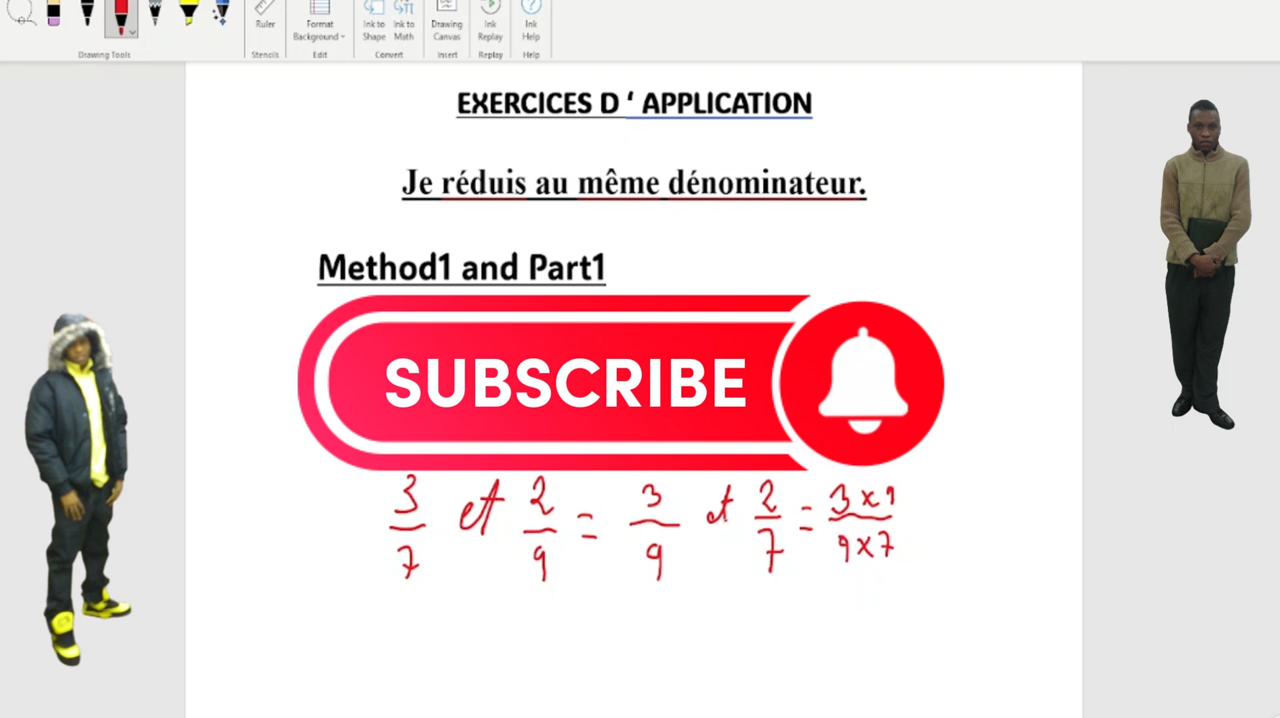 Ruler
Format
Background
Ink to
Shape
Ink to
Math
Drawing
Canvas
Ink
Replay
Ink
Help
Drawing Tools
Stencils
Edit
Convert
Insert
Replay
Help
EXERCICES D ‘ APPLICATION
Je réduis au même dénominateur.
Method1 and Part1
SUBSCRIBE
3/7 et 2/9 = 3/9 et 2/7 = 3x9/9x7